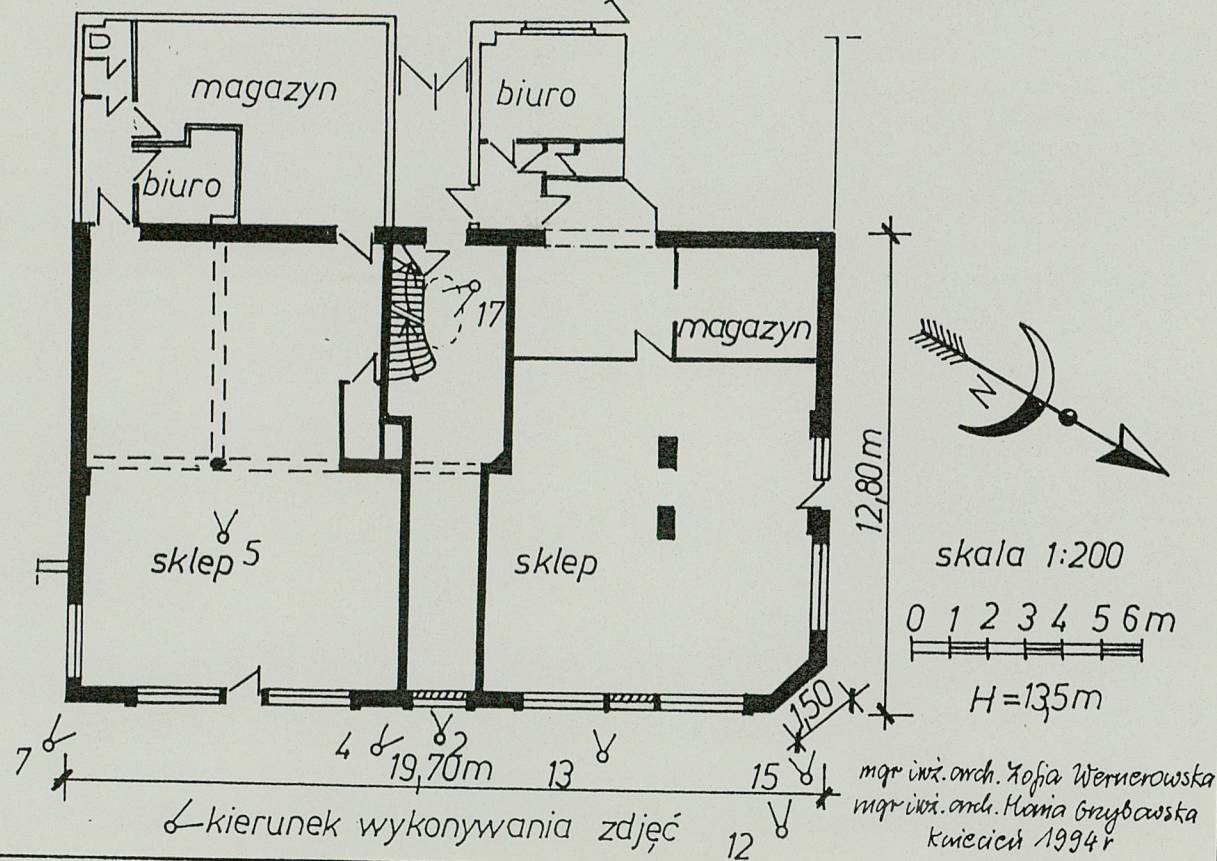 magazyn
biuro
biuro
17
magazyn
N
12,80m
sklep 5
sklep
skala 1:200
0 1 2 3 4 5 6m
H=13,5m
1,50
7
4
2
19,70m
13
15
mgr inż. arch. Zofia Wernerowska
mgr inż. arch. Hania Grzybowska
kwiecień 1994r
kierunek wykonywania zdjęć
12